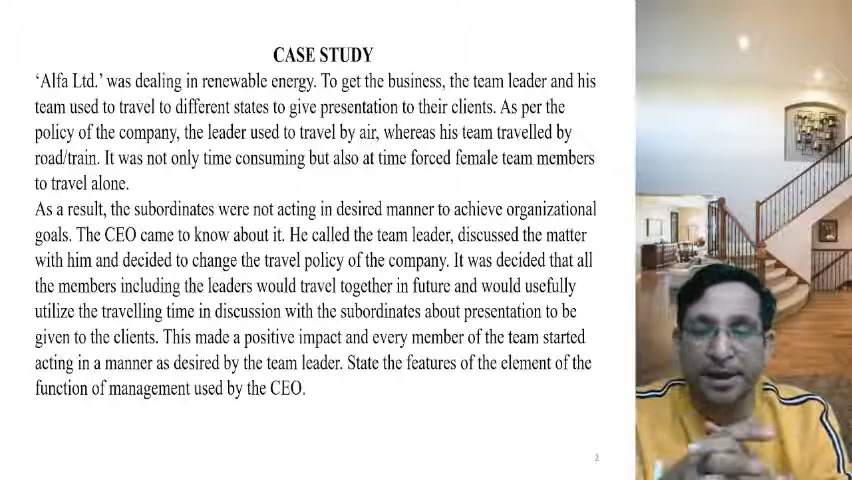 CASE STUDY
‘Alfa Ltd.’ was dealing in renewable energy. To get the business, the team leader and his
team used to travel to different states to give presentation to their clients. As per the
policy of the company, the leader used to travel by air, whereas his team travelled by
road/train. It was not only time consuming but also at time forced female team members
to travel alone.
As a result, the subordinates were not acting in desired manner to achieve organizational
goals. The CEO came to know about it. He called the team leader, discussed the matter
with him and decided to change the travel policy of the company. It was decided that all
the members including the leaders would travel together in future and would usefully
utilize the travelling time in discussion with the subordinates about presentation to be
given to the clients. This made a positive impact and every member of the team started
acting in a manner as desired by the team leader. State the features of the element of the
function of management used by the CEO.
2